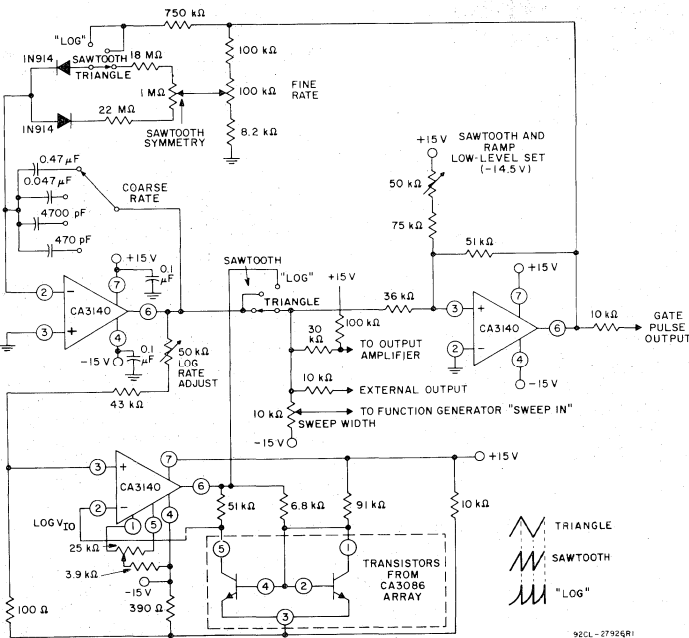 750 kΩ
"LOG"
1N914
SAWTOOTH
TRIANGLE
18 MΩ
100 kΩ
1 MΩ
100 kΩ
FINE
RATE
22 MΩ
1N914
SAWTOOTH
SYMMETRY
8.2 kΩ
0.47 µF
0.047 µF
4700 pF
470 pF
COARSE
RATE
+15 V
SAWTOOTH AND
RAMP
LOW-LEVEL SET
(-14.5 V)
50 kΩ
75 kΩ
51 kΩ
+15 V
0.1
µF
7
2
-
CA3140
6
3
+
4
-15 V
0.1
µF
SAWTOOTH
"LOG"
TRIANGLE
+15 V
36 kΩ
+15 V
7
3
+
CA3140
6
2
-
4
-15 V
10 kΩ
GATE
PULSE
OUTPUT
50 kΩ
LOG
RATE
ADJUST
43 kΩ
30
kΩ
100 kΩ
TO OUTPUT
AMPLIFIER
10 kΩ
EXTERNAL OUTPUT
10 kΩ
TO FUNCTION GENERATOR "SWEEP IN"
SWEEP WIDTH
-15 V
7
+15 V
3
+
CA3140
6
2
-
1
5
4
LOG VIO
25 kΩ
3.9 kΩ
-15 V
390 Ω
100 Ω
51 kΩ
6.8 kΩ
91 kΩ
10 kΩ
5
1
4
2
3
TRANSISTORS
FROM
CA3086
ARRAY
TRIANGLE
SAWTOOTH
"LOG"
92CL-27926R1